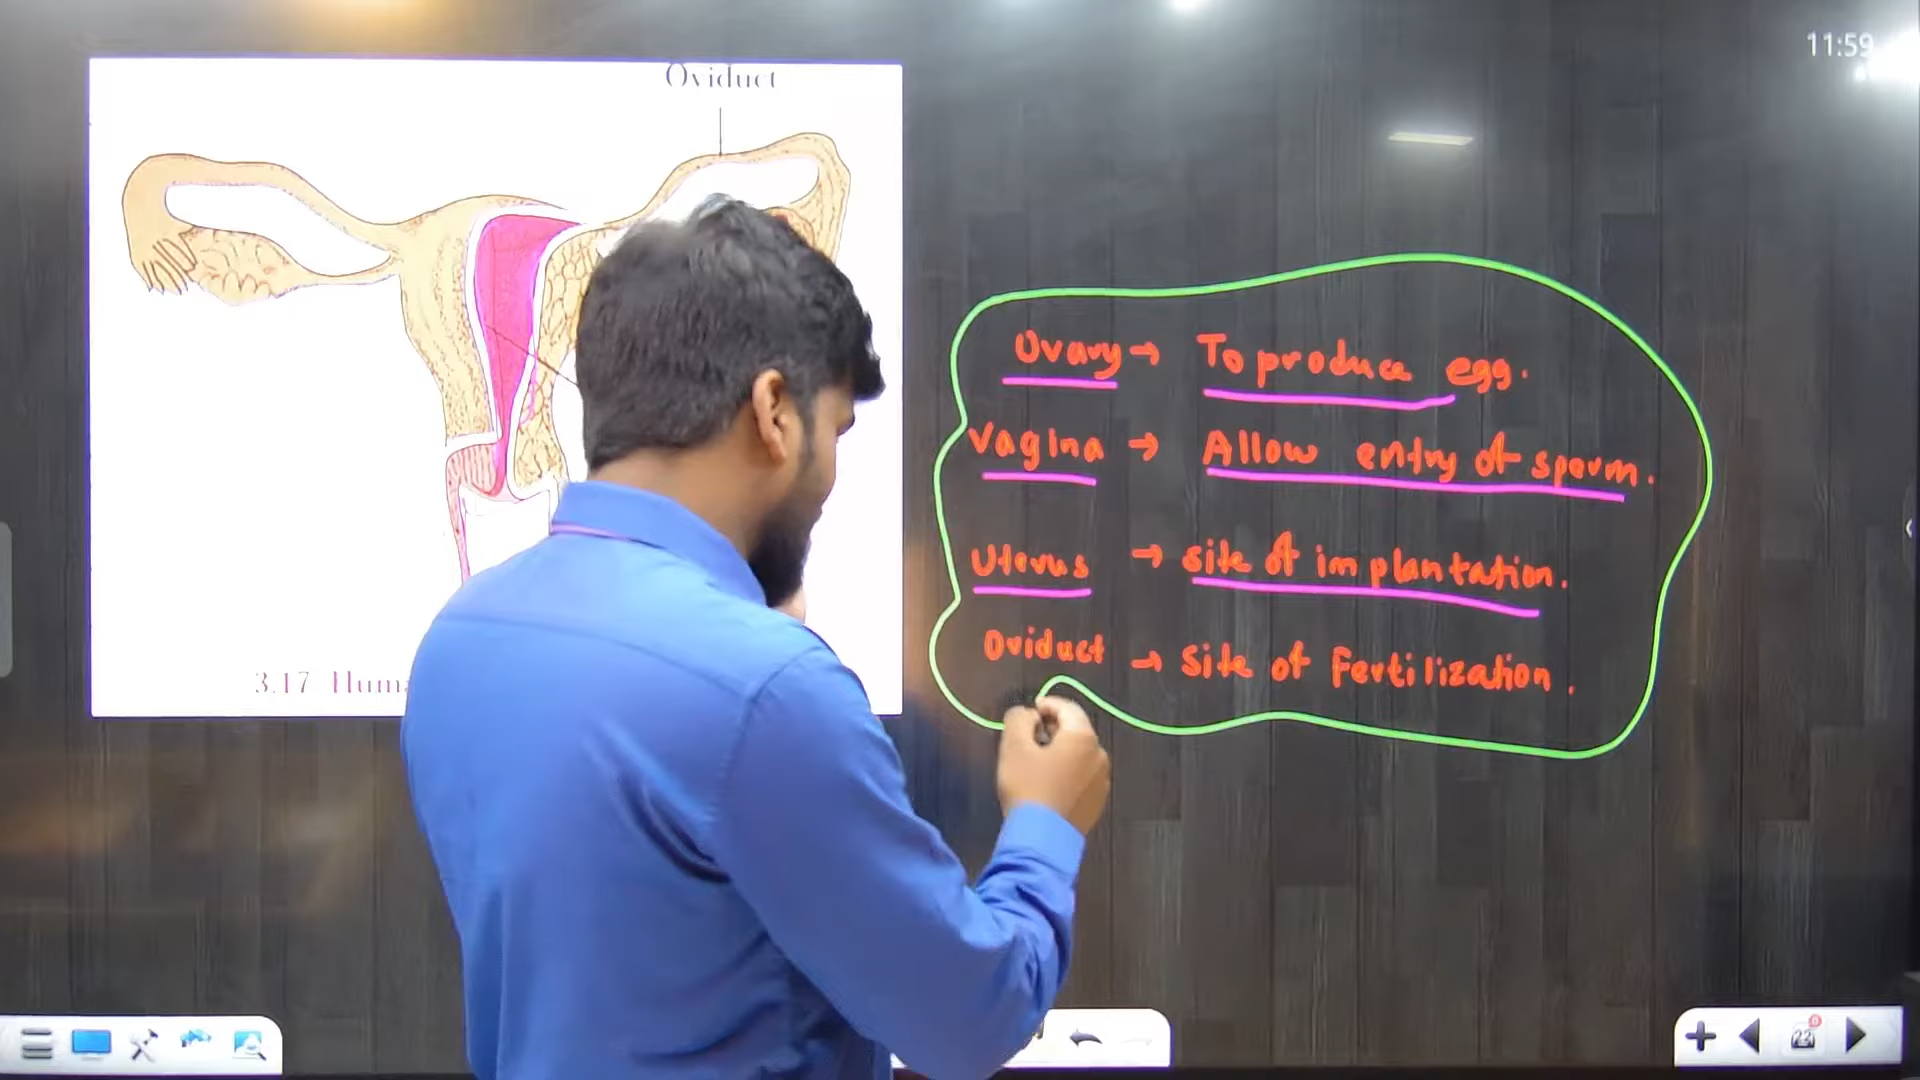 Oviduct
11:59
Ovary → To produce egg.
Vagina → Allow entry of sperm.
Uterus → site of implantation.
Oviduct → Site of Fertilization.
3.17